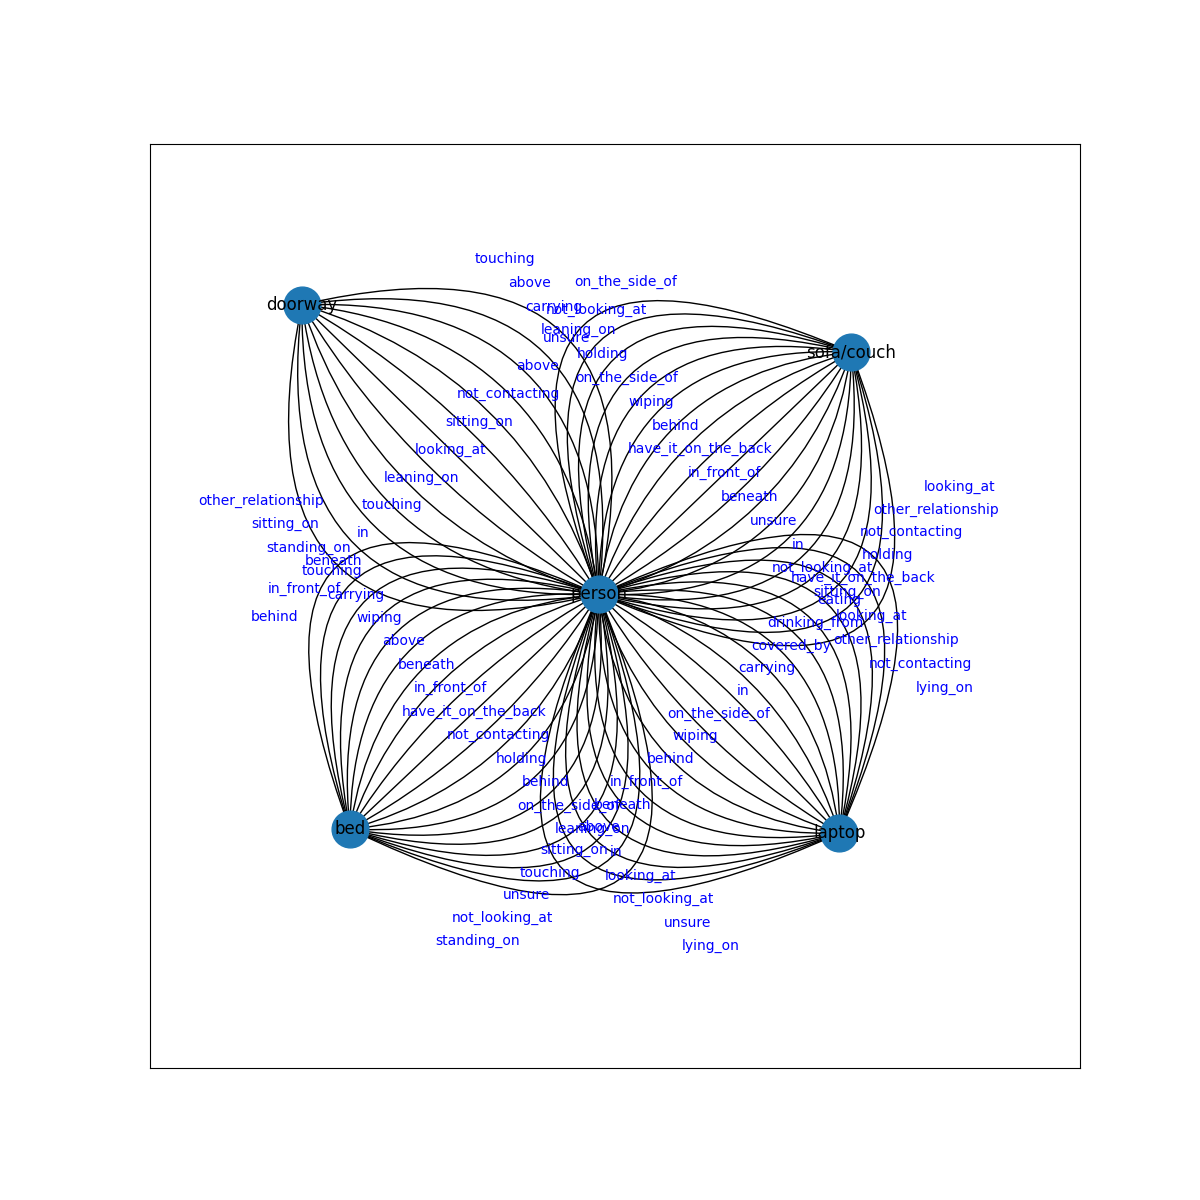 touching
above
on_the_side_of
carrying
not_looking_at
doorway
leaning_on
unsure
holding
sofa/couch
above
on_the_side_of
not_contacting
wiping
sitting_on
behind
looking_at
have_it_on_the_back
in_front_of
leaning_on
looking_at
beneath
other_relationship
touching
other_relationship
sitting_on
unsure
in
not_contacting
standing_on
in
holding
beneath
touching
not_looking_at
have_it_on_the_back
in_front_of
carrying
person
sitting_on
eating
behind
wiping
looking_at
drinking_from
above
covered_by
other_relationship
beneath
carrying
not_contacting
in_front_of
in
lying_on
have_it_on_the_back
on_the_side_of
not_contacting
wiping
holding
behind
behind
in_front_of
on_the_side_of
beneath
bed
leaning_on
above
laptop
sitting_on
in
touching
looking_at
unsure
not_looking_at
not_looking_at
unsure
standing_on
lying_on